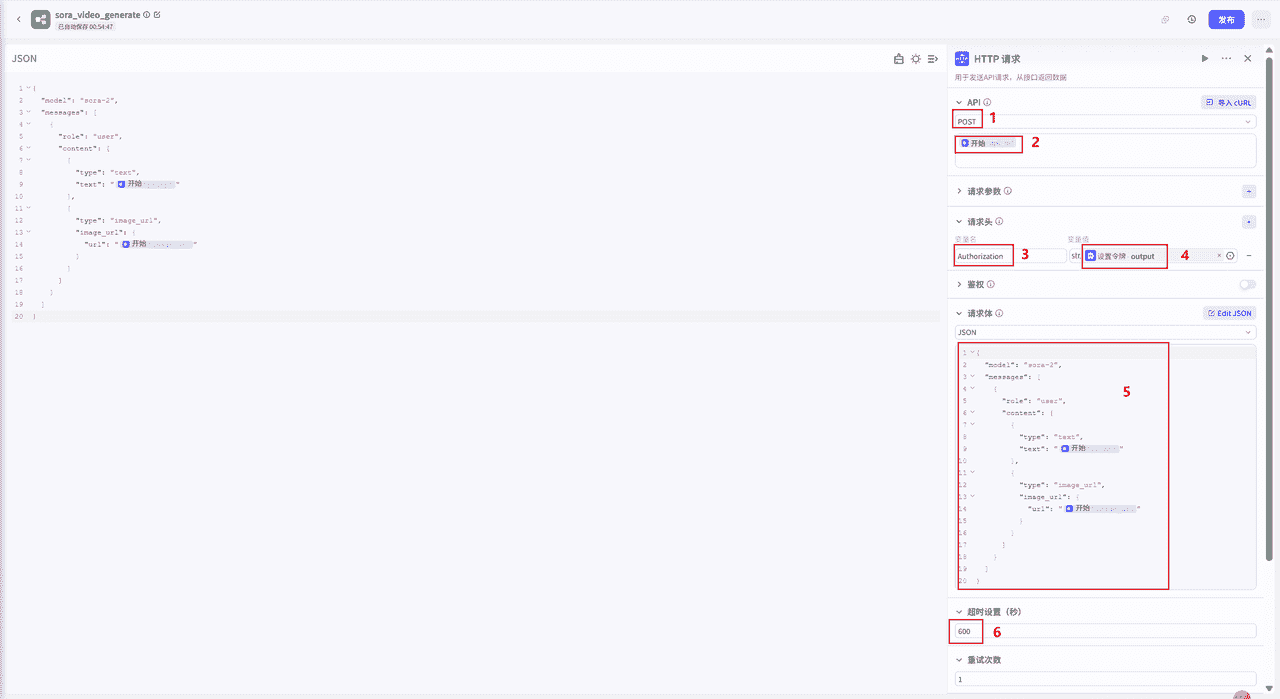 sora_video_generate
已自动保存 00:54:47
发布
JSON
1 {
2 "model": "sora-2",
3 "messages": [
4 {
5 "role": "user",
6 "content": [
7 {
8 "type": "text",
9 "text": " 开始 "
10 },
11 {
12 "type": "image_url",
13 "image_url": {
14 "url": " 开始 "
15 }
16 }
17 ]
18 }
19 ]
20 }
HTTP 请求
用于发送API请求，从接口返回数据
API
导入 cURL
POST 1
开始 2
请求参数
请求头
变量名 变量值
Authorization 3 str. 设置令牌 output 4
鉴权
请求体
Edit JSON
JSON
5
1 {
2 "model": "sora-2",
3 "messages": [
4 {
5 "role": "user",
6 "content": [
7 {
8 "type": "text",
9 "text": " 开始 "
10 },
11 {
12 "type": "image_url",
13 "image_url": {
14 "url": " 开始 "
15 }
16 }
17 ]
18 }
19 ]
20 }
超时设置（秒）
600 6
重试次数
1